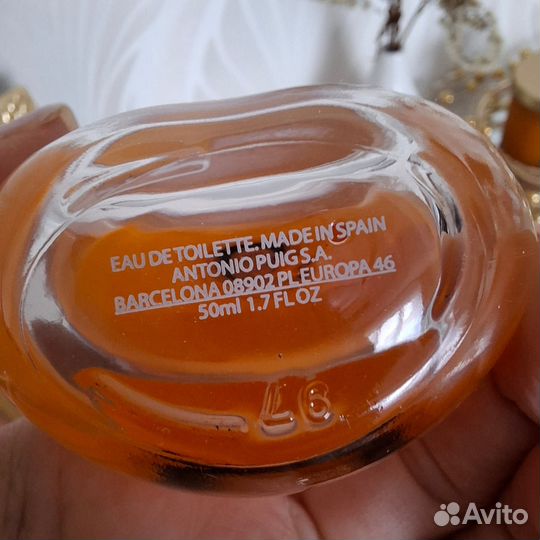 EAU DE TOILETTE. MADE IN SPAIN
ANTONIO PUIG S.A.
BARCELONA 08902 PL EUROPA 46
50ml 1.7 FL OZ
Avito